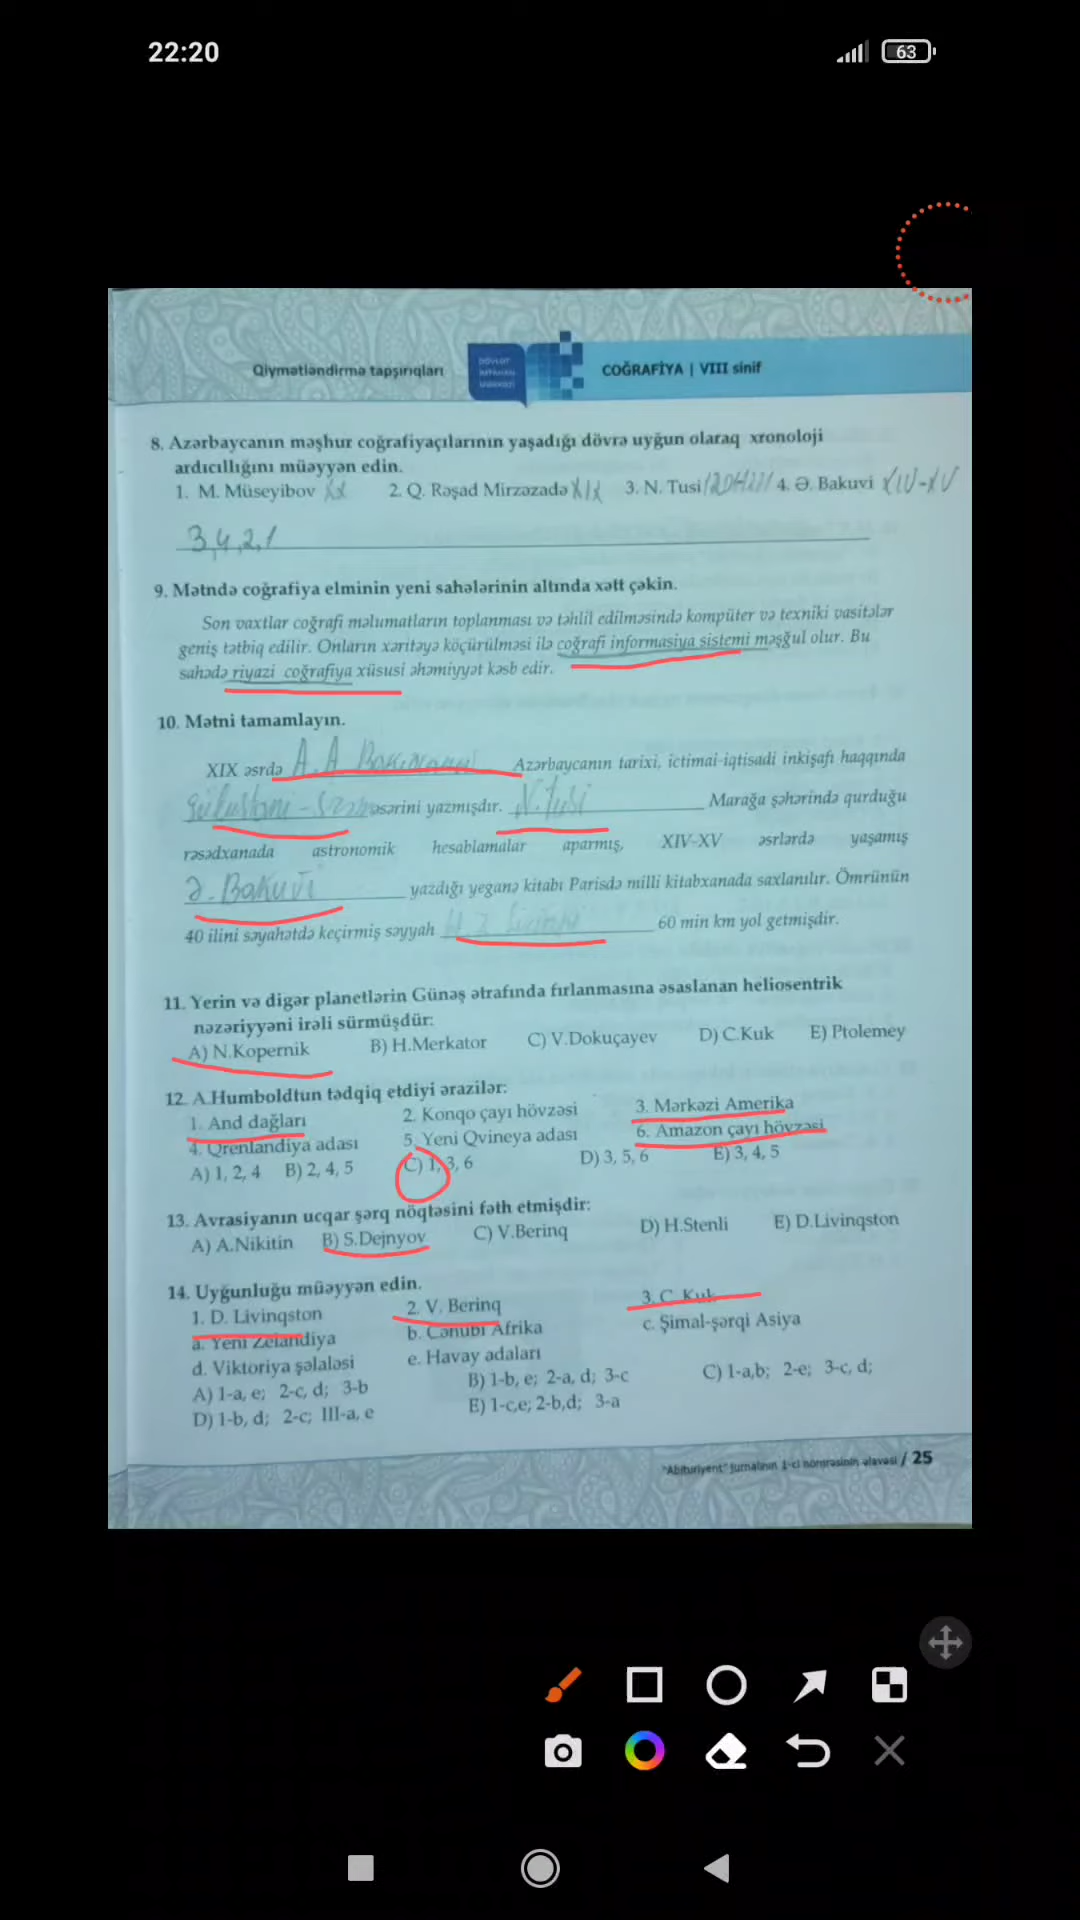 22:20
63
Qiymətləndirmə tapşırıqları
DÖVLƏT
İMTAHAN
MƏRKƏZİ
COĞRAFİYA | VIII sinif
8. Azərbaycanın məşhur coğrafiyaçılarının yaşadığı dövrə uyğun olaraq xronoloji
ardıcıllığını müəyyən edin.
1. M. Müseyibov XX 2. Q. Rəşad Mirzəzadə XIX 3. N. Tusi 4. Ə. Bakuvi XIV-XV
3,4,2,1
9. Mətndə coğrafiya elminin yeni sahələrinin altında xətt çəkin.
Son vaxtlar coğrafi məlumatların toplanması və təhlil edilməsində kompüter və texniki vasitələr
geniş tətbiq edilir. Onların xəritəyə köçürülməsi ilə coğrafi informasiya sistemi məşğul olur. Bu
sahədə riyazi coğrafiya xüsusi əhəmiyyət kəsb edir.
10. Mətni tamamlayın.
XIX əsrdə A.A Azərbaycanın tarixi, ictimai-iqtisadi inkişafı haqqında
əsərini yazmışdır. N.Tusi Marağa şəhərində qurduğu
rəsədxanada astronomik hesablamalar aparmış, XIV-XV əsrlərdə yaşamış
Ə. Bakuvi yazdığı yeganə kitabı Parisdə milli kitabxanada saxlanılır. Ömrünün
40 ilini səyahətdə keçirmiş səyyah 60 min km yol getmişdir.
11. Yerin və digər planetlərin Günəş ətrafında fırlanmasına əsaslanan heliosentrik
nəzəriyyəni irəli sürmüşdür:
A) N.Kopernik B) H.Merkator C) V.Dokuçayev D) C.Kuk E) Ptolemey
12. A.Humboldtun tədqiq etdiyi ərazilər:
1. And dağları 2. Konqo çayı hövzəsi 3. Mərkəzi Amerika
4. Qrenlandiya adası 5. Yeni Qvineya adası 6. Amazon çayı hövzəsi
A) 1, 2, 4 B) 2, 4, 5 C) 1, 3, 6 D) 3, 5, 6 E) 3, 4, 5
13. Avrasiyanın ucqar şərq nöqtəsini fəth etmişdir:
A) A.Nikitin B) S.Dejnyov C) V.Berinq D) H.Stenli E) D.Livinqston
14. Uyğunluğu müəyyən edin.
1. D. Livinqston 2. V. Berinq 3. C. Kuk
a. Yeni Zelandiya b. Cənubi Afrika c. Şimal-şərqi Asiya
d. Viktoriya şəlaləsi e. Havay adaları
A) 1-a, e; 2-c, d; 3-b B) 1-b, e; 2-a, d; 3-c C) 1-a,b; 2-e; 3-c, d;
D) 1-b, d; 2-c; III-a, e E) 1-c,e; 2-b,d; 3-a
"Abituriyent" jurnalının 1-ci nömrəsinin əlavəsi / 25